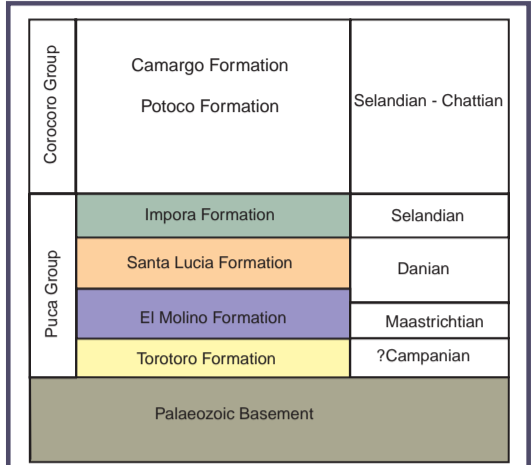 Corocoro Group
Camargo Formation
Potoco Formation
Selandian - Chattian
Puca Group
Impora Formation
Selandian
Santa Lucia Formation
Danian
El Molino Formation
Maastrichtian
Torotoro Formation
?Campanian
Palaeozoic Basement